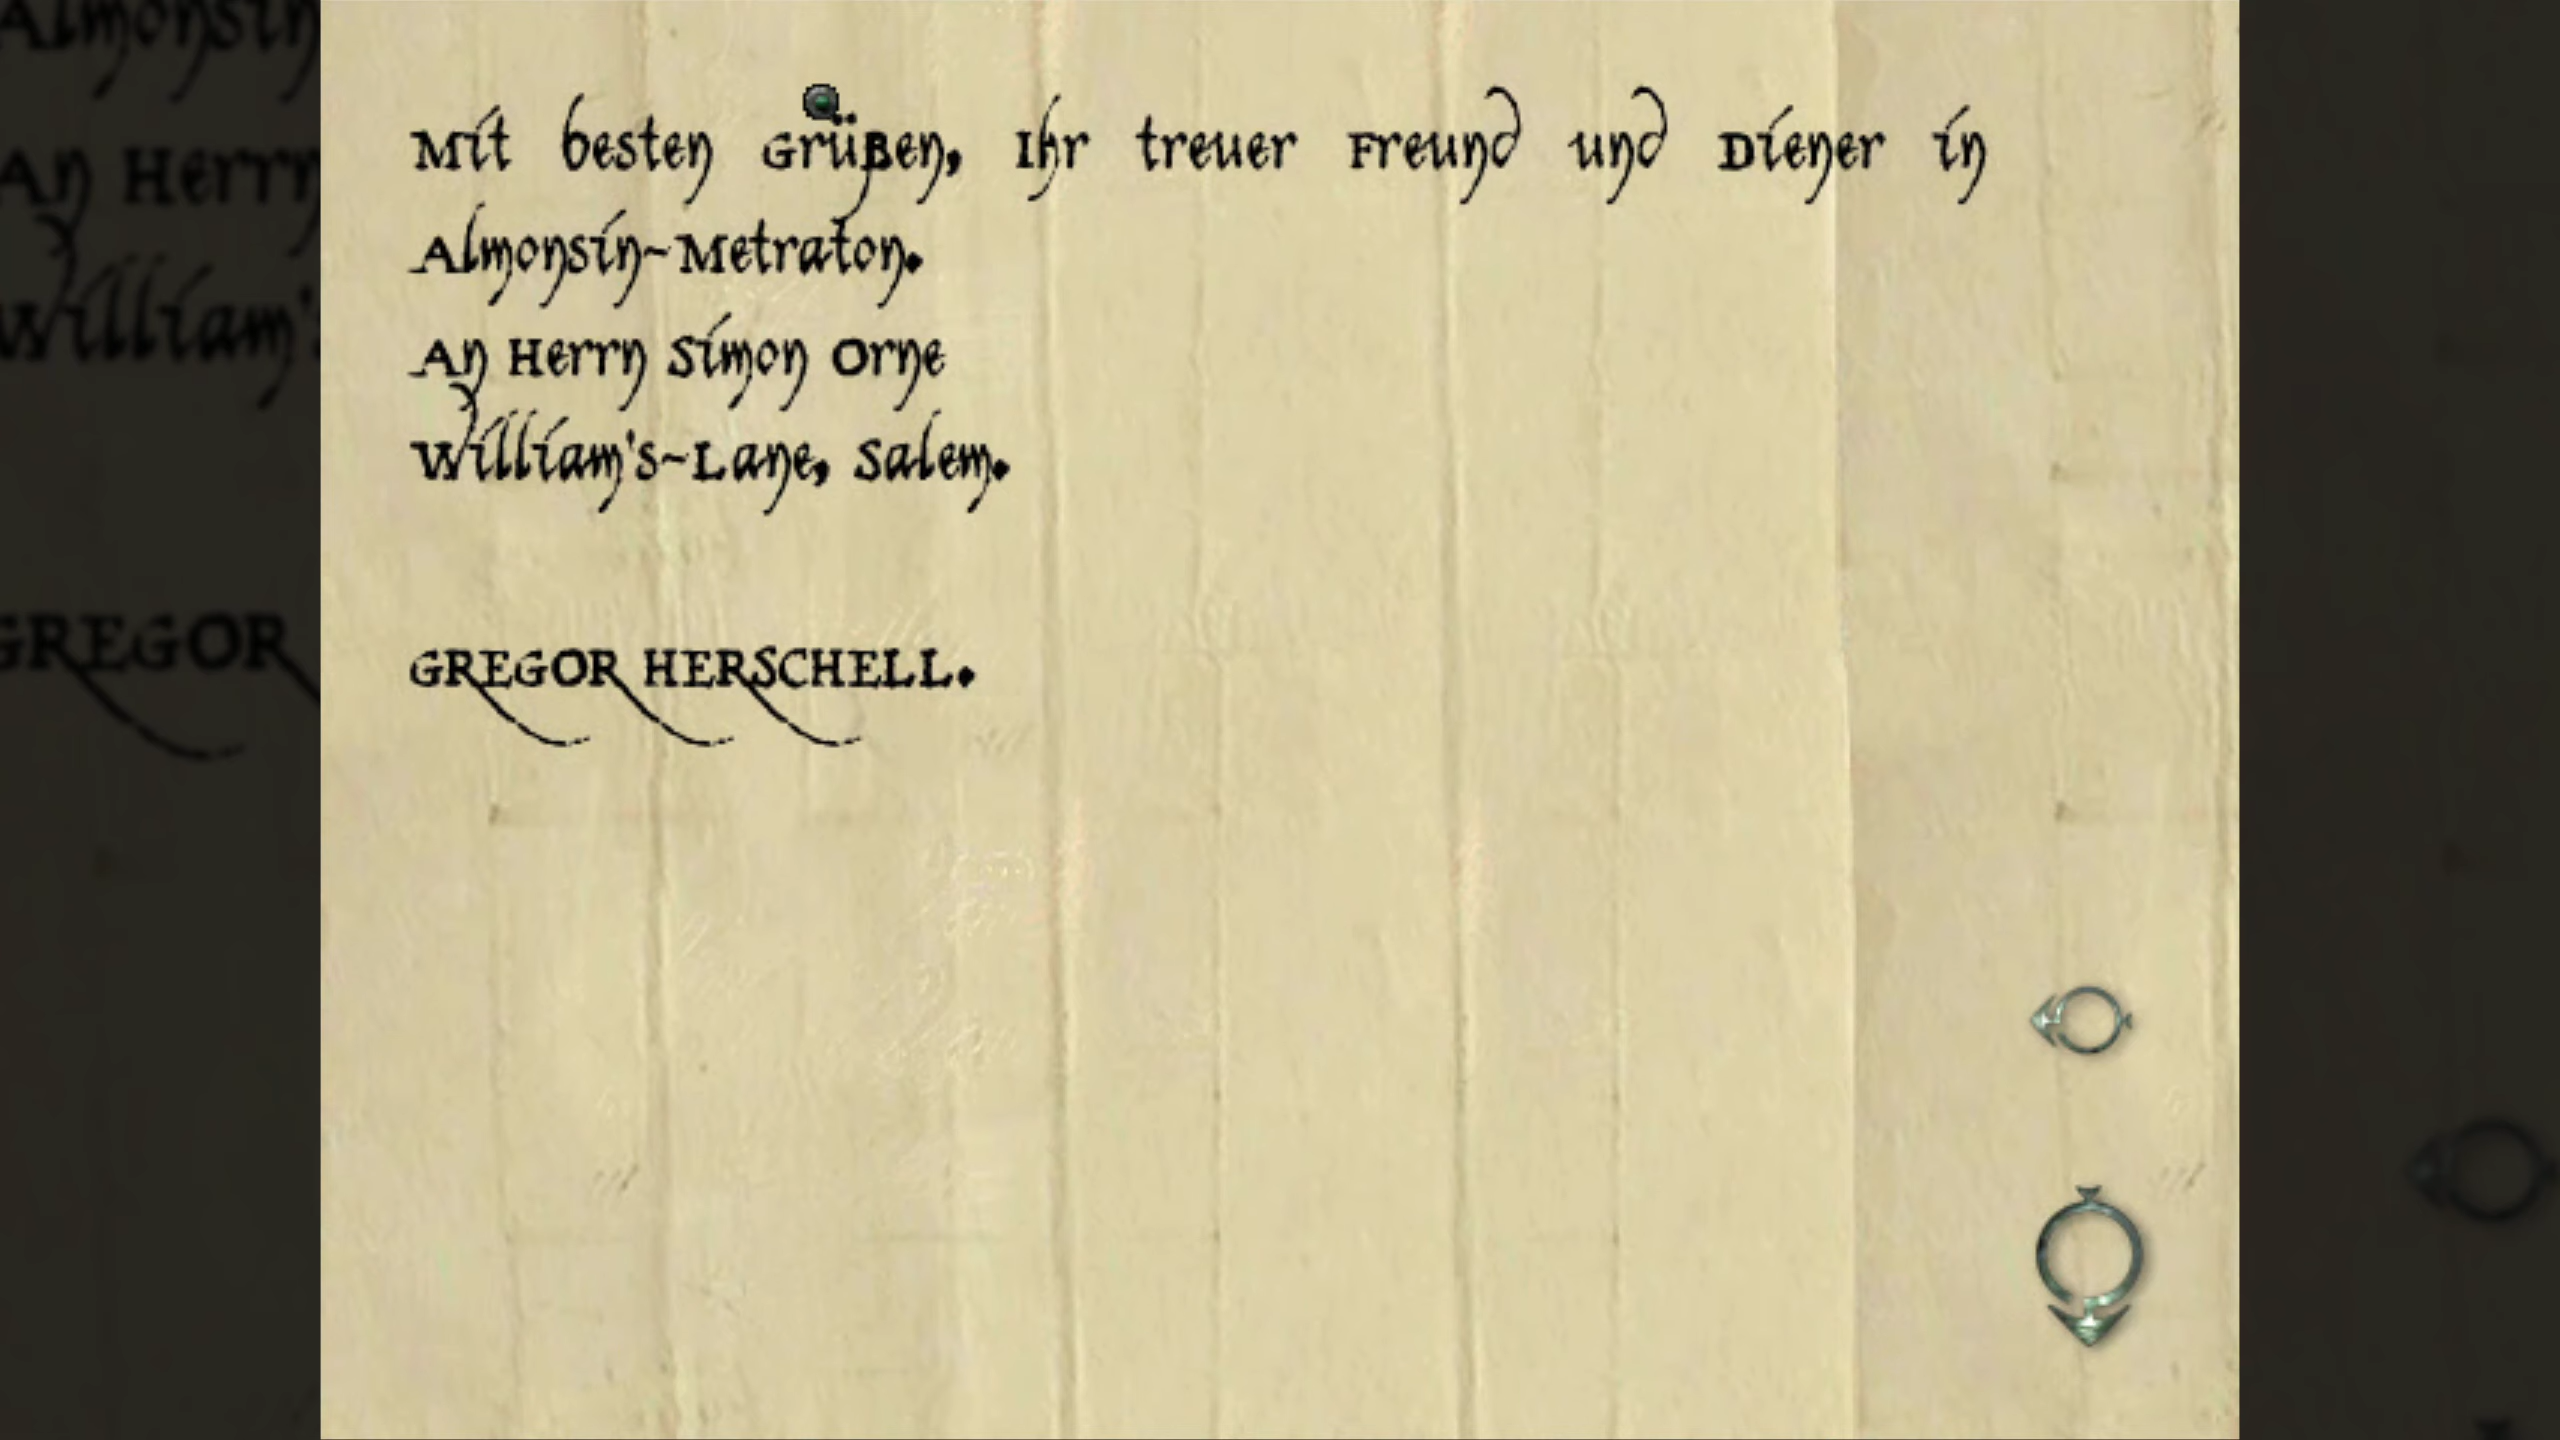 Mit besten Grüßen, Ihr treuer Freund und Diener in
Almonsin-Metraton.
An Herrn Simon Orne
William's-Lane, Salem.
GREGOR HERSCHELL.